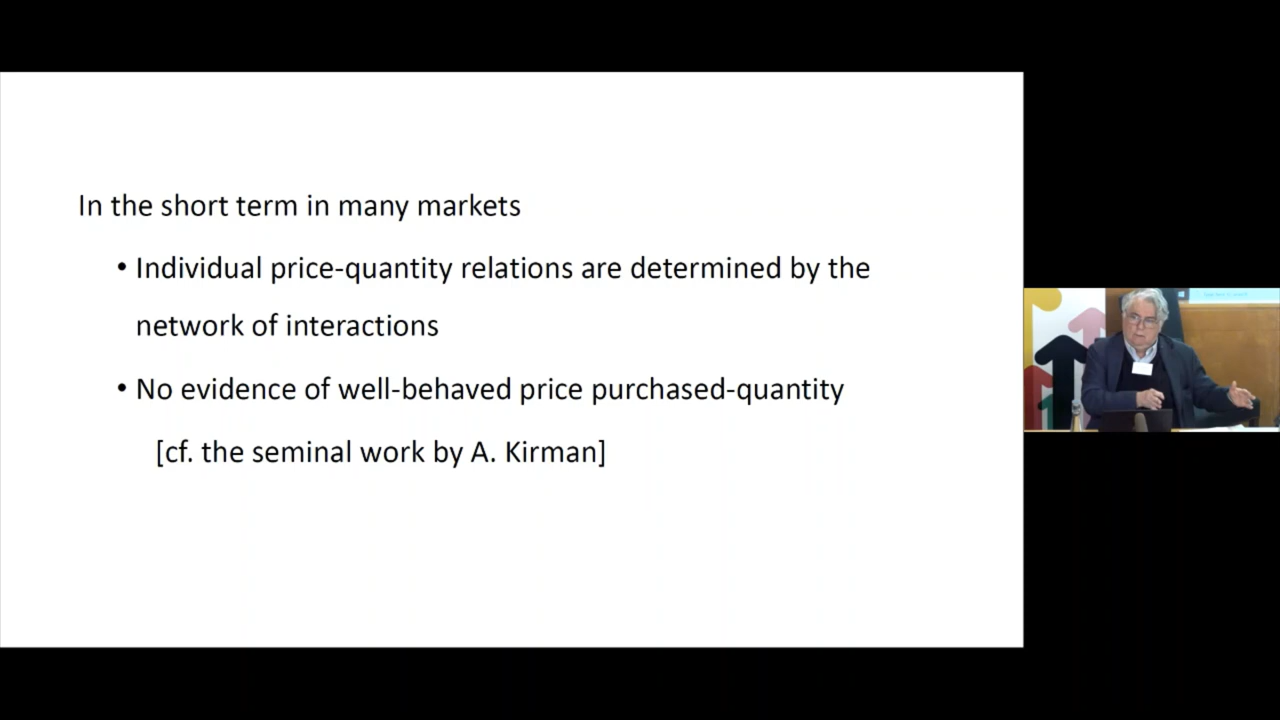 In the short term in many markets
• Individual price-quantity relations are determined by the
network of interactions
• No evidence of well-behaved price purchased-quantity
[cf. the seminal work by A. Kirman]